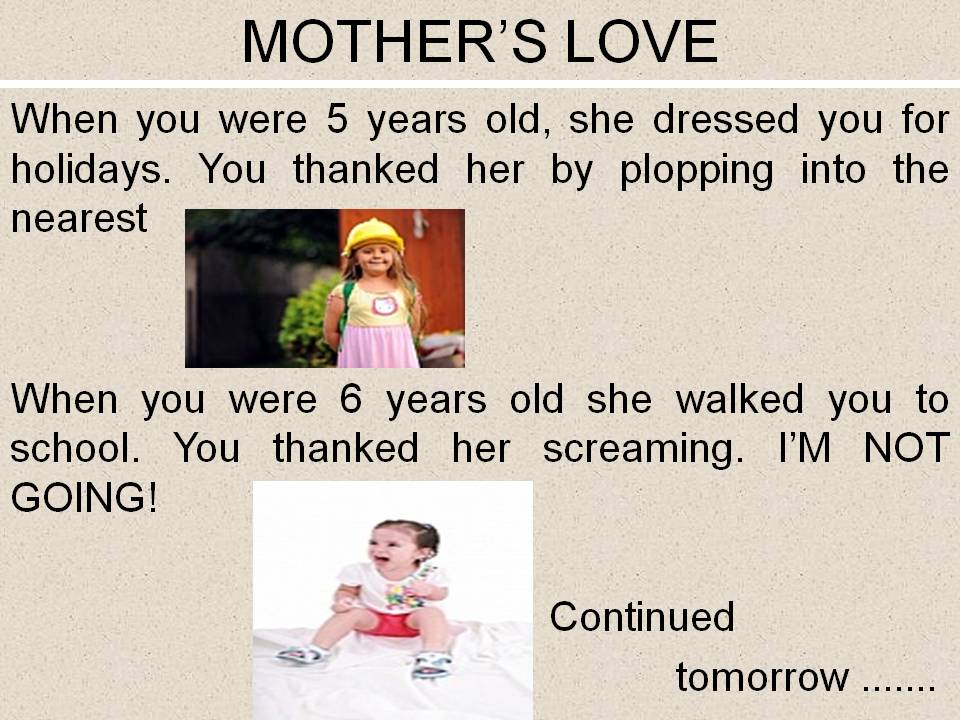 MOTHER’S LOVE
When you were 5 years old, she dressed you for
holidays. You thanked her by plopping into the
nearest
When you were 6 years old she walked you to
school. You thanked her screaming. I’M NOT
GOING!
Continued
tomorrow .......